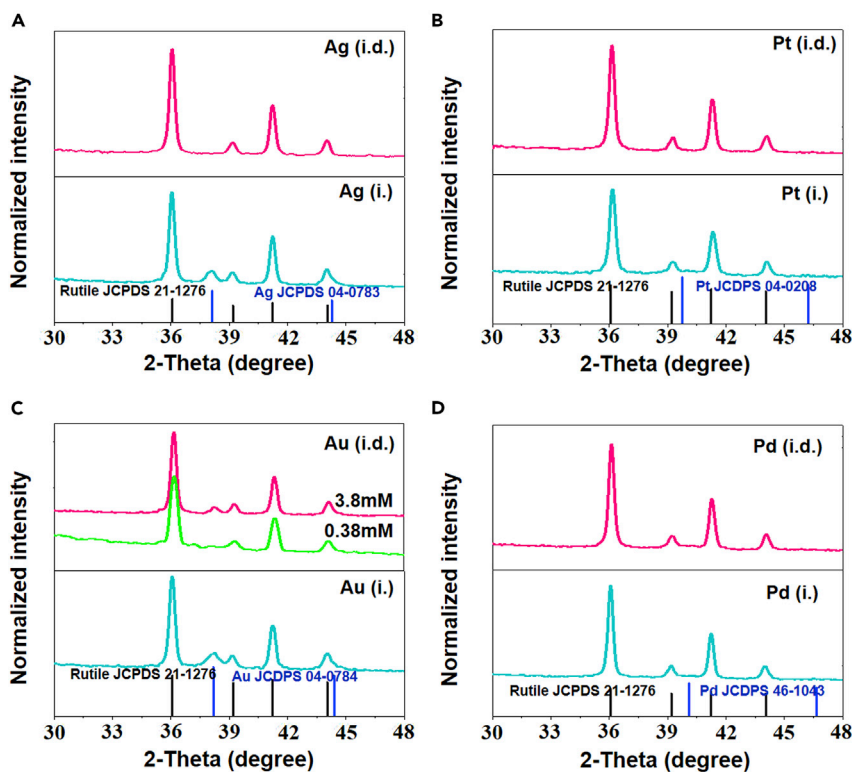 A
Normalized intensity
Ag (i.d.)
Ag (i.)
Rutile JCPDS 21-1276
Ag JCPDS 04-0783
30 33 36 39 42 45 48
2-Theta (degree)
B
Normalized intensity
Pt (i.d.)
Pt (i.)
Rutile JCPDS 21-1276
Pt JCDPS 04-0208
30 33 36 39 42 45 48
2-Theta (degree)
C
Normalized intensity
Au (i.d.)
3.8mM
0.38mM
Au (i.)
Rutile JCPDS 21-1276
Au JCDPS 04-0784
30 33 36 39 42 45 48
2-Theta (degree)
D
Normalized intensity
Pd (i.d.)
Pd (i.)
Rutile JCPDS 21-1276
Pd JCDPS 46-1043
30 33 36 39 42 45 48
2-Theta (degree)